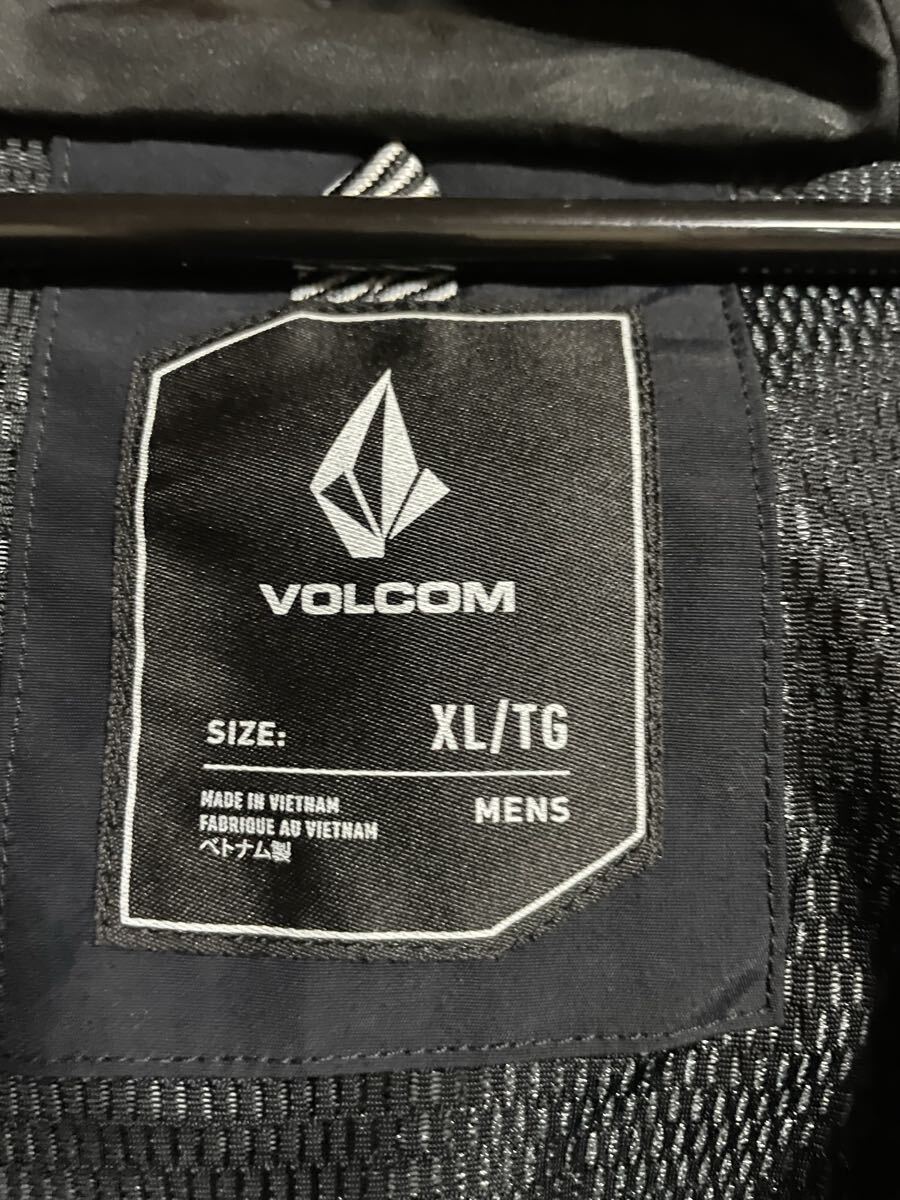 VOLCOM
SIZE: XL/TG
MENS
MADE IN VIETNAM
FABRIQUE AU VIETNAM
ベトナム製